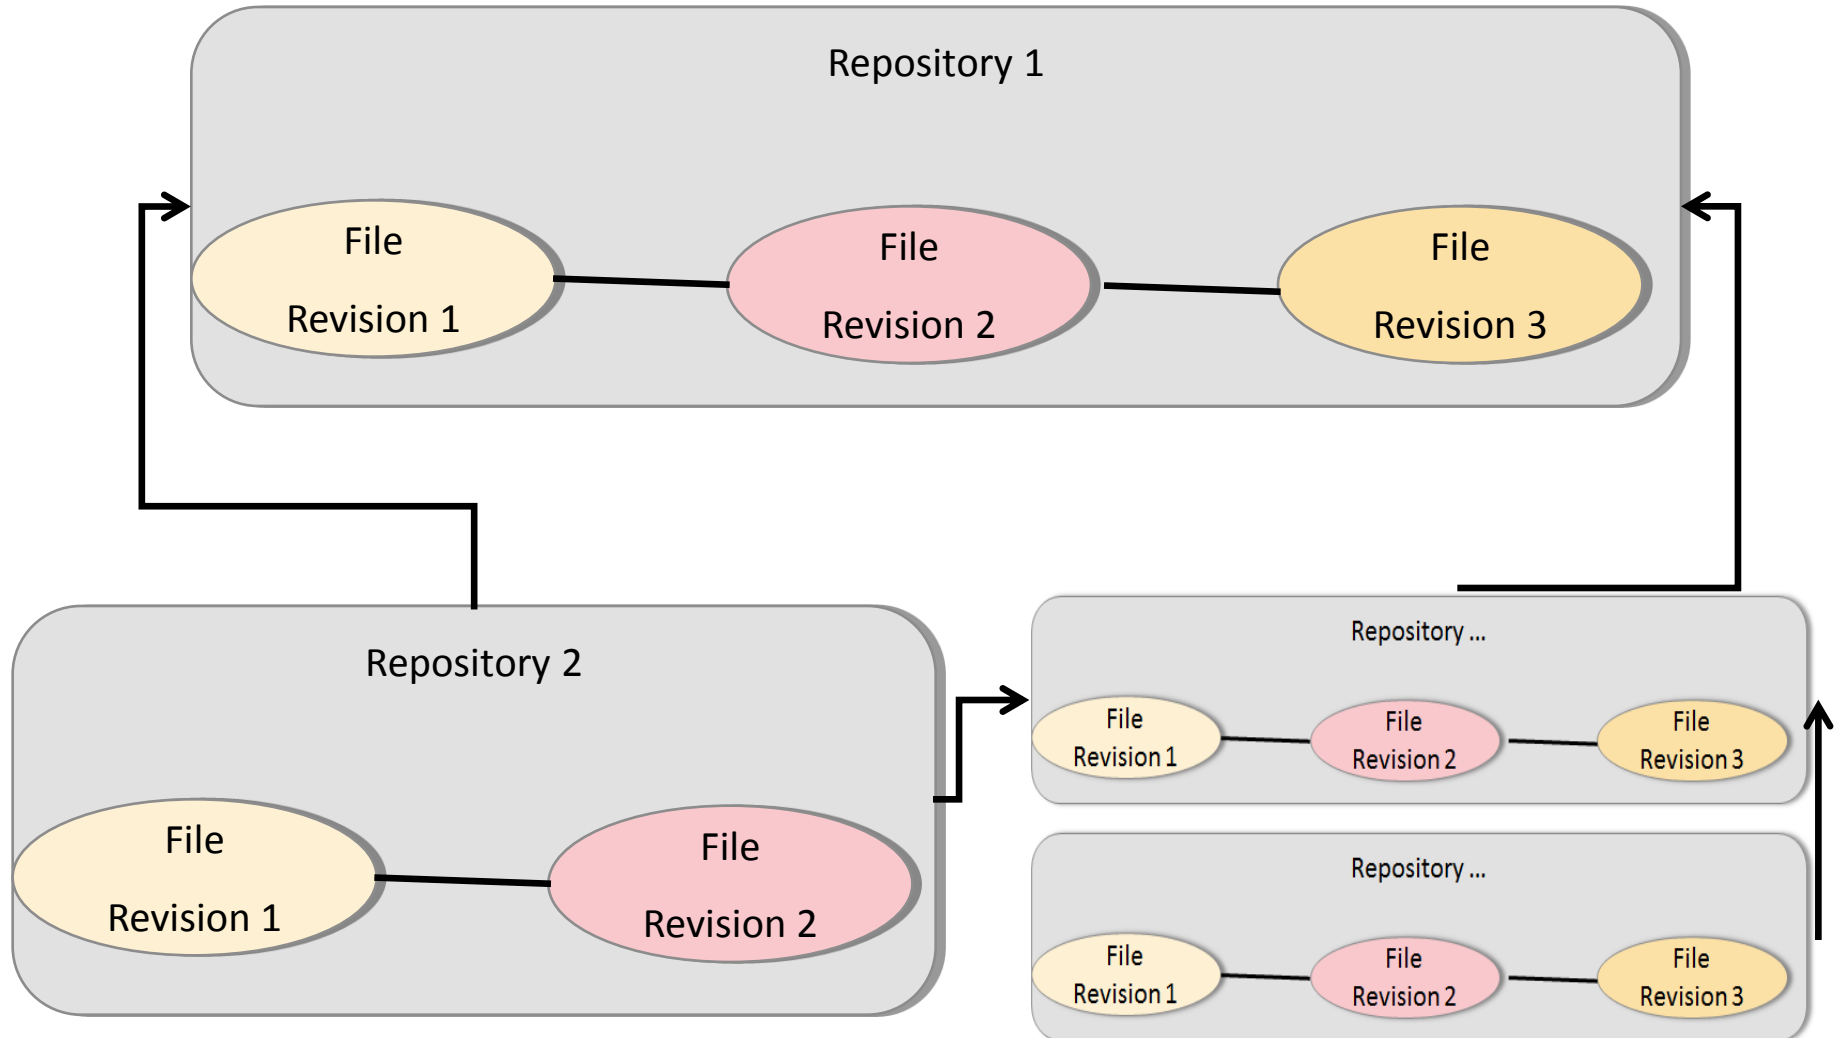 Repository 1
File
Revision 1
File
Revision 2
File
Revision 3
Repository 2
File
Revision 1
File
Revision 2
Repository ...
File
Revision 1
File
Revision 2
File
Revision 3
Repository ...
File
Revision 1
File
Revision 2
File
Revision 3